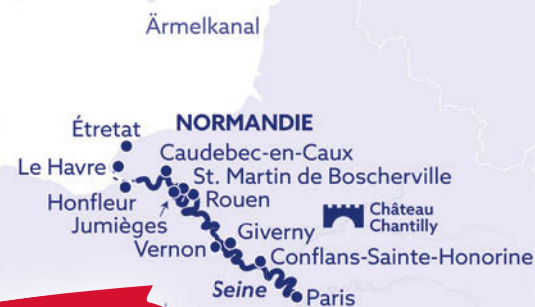 Ärmelkanal
Étretat
NORMANDIE
Le Havre
Caudebec-en-Caux
St. Martin de Boscherville
Honfleur
Rouen
Jumièges
Château
Chantilly
Giverny
Vernon
Conflans-Sainte-Honorine
Seine
Paris